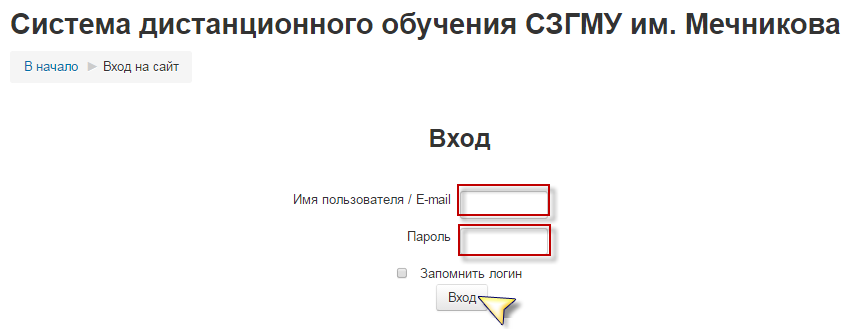 Система дистанционного обучения СЗГМУ им. Мечникова
В начало ► Вход на сайт
Вход
Имя пользователя / E-mail
Пароль
Запомнить логин
Вход